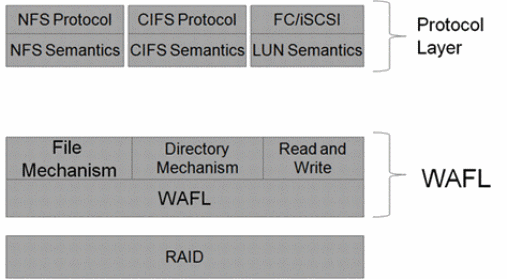 NFS Protocol CIFS Protocol FC/iSCSI
NFS Semantics CIFS Semantics LUN Semantics
Protocol
Layer
File
Mechanism
Directory
Mechanism
Read and
Write
WAFL
WAFL
RAID